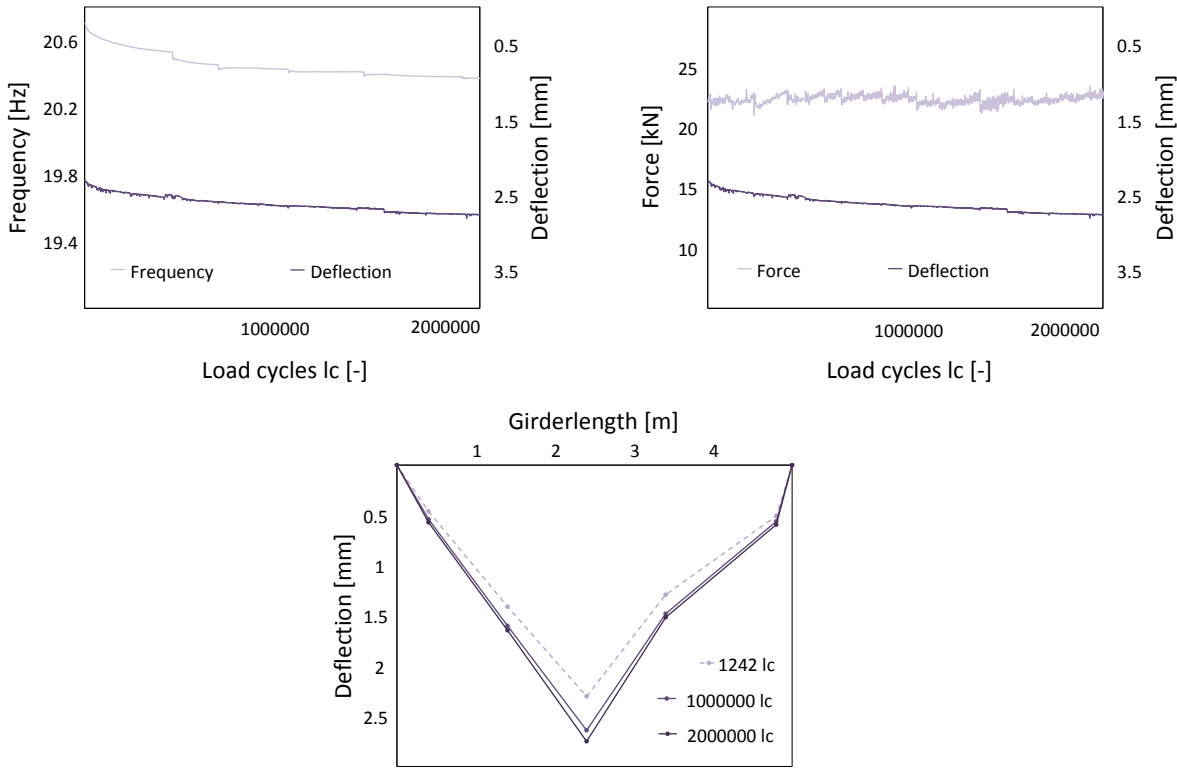 Frequency [Hz]
20.6
20.2
19.8
19.4
0.5
1.5
2.5
3.5
Deflection [mm]
Frequency
Deflection
1000000
2000000
Load cycles lc [-]
Force [kN]
25
20
15
10
0.5
1.5
2.5
3.5
Deflection [mm]
Force
Deflection
1000000
2000000
Load cycles lc [-]
Girderlength [m]
1
2
3
4
Deflection [mm]
0.5
1
1.5
2
2.5
1242 lc
1000000 lc
2000000 lc